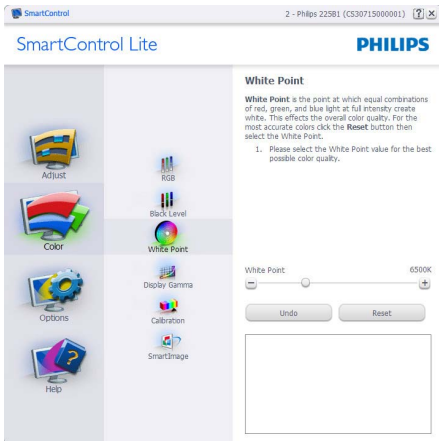 SmartControl
2 - Philips 225B1 (CS30715000001)
SmartControl Lite
PHILIPS
Adjust
Color
Options
Help
RGB
Black Level
White Point
Display Gamma
Calibration
SmartImage
White Point
White Point is the point at which equal combinations
of red, green, and blue light at full intensity create
white. This effects the overall color quality. For the
most accurate colors click the Reset button then
select the White Point.
1. Please select the White Point value for the best
possible color quality.
White Point 6500K
Undo Reset